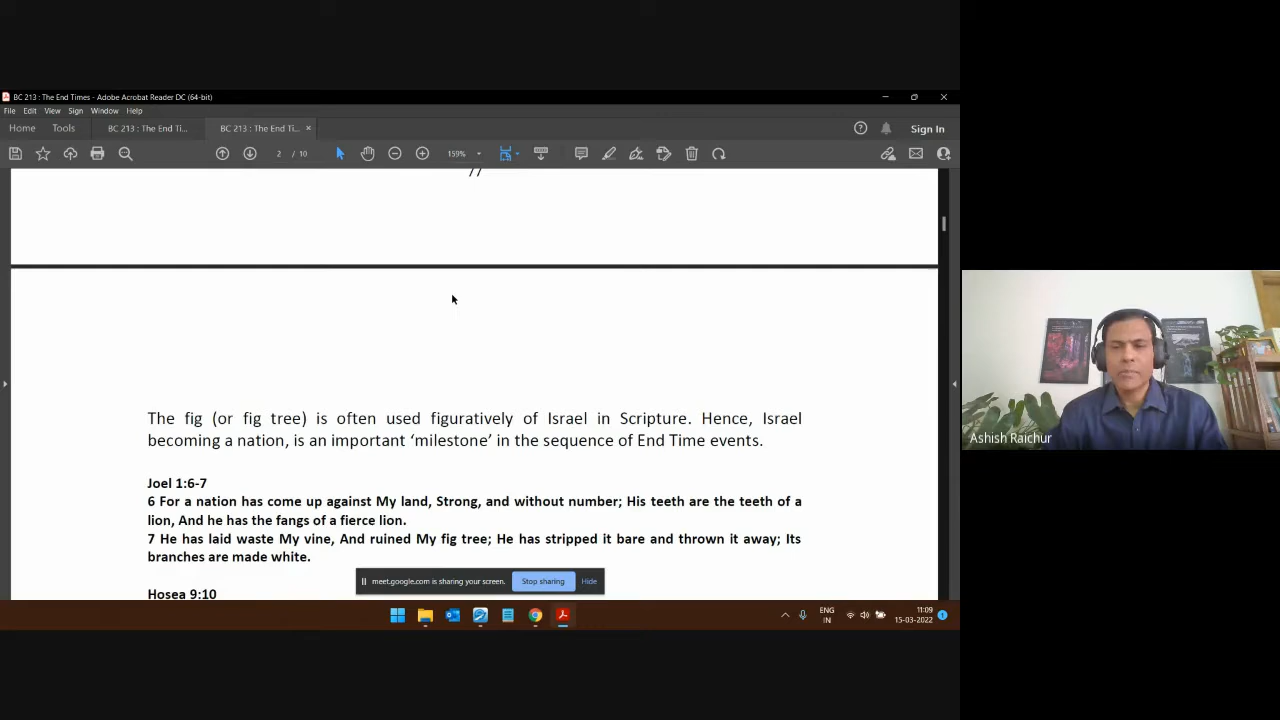 BC 213 : The End Times - Adobe Acrobat Reader DC (64-bit)
File Edit View Sign Window Help
Home Tools BC 213 : The End Ti... BC 213 : The End Ti... ×
Sign In
2 / 10 159%
77
The fig (or fig tree) is often used figuratively of Israel in Scripture. Hence, Israel
becoming a nation, is an important ‘milestone’ in the sequence of End Time events.
Joel 1:6-7
6 For a nation has come up against My land, Strong, and without number; His teeth are the teeth of a
lion, And he has the fangs of a fierce lion.
7 He has laid waste My vine, And ruined My fig tree; He has stripped it bare and thrown it away; Its
branches are made white.
Hosea 9:10
meet.google.com is sharing your screen. Stop sharing Hide
ENG
IN
11:09
15-03-2022
1
Ashish Raichur